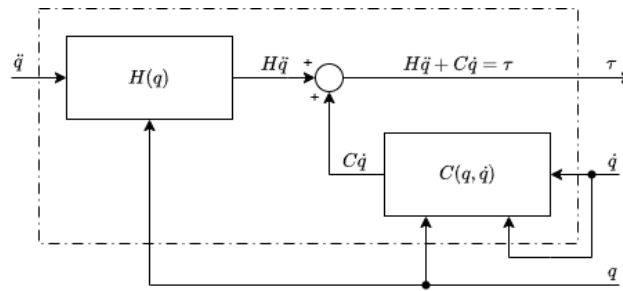 q̈
H(q)
Hq̈
+
+
Hq̈ + Cq̇ = τ
τ
Cq̇
C(q, q̇)
q̇
q